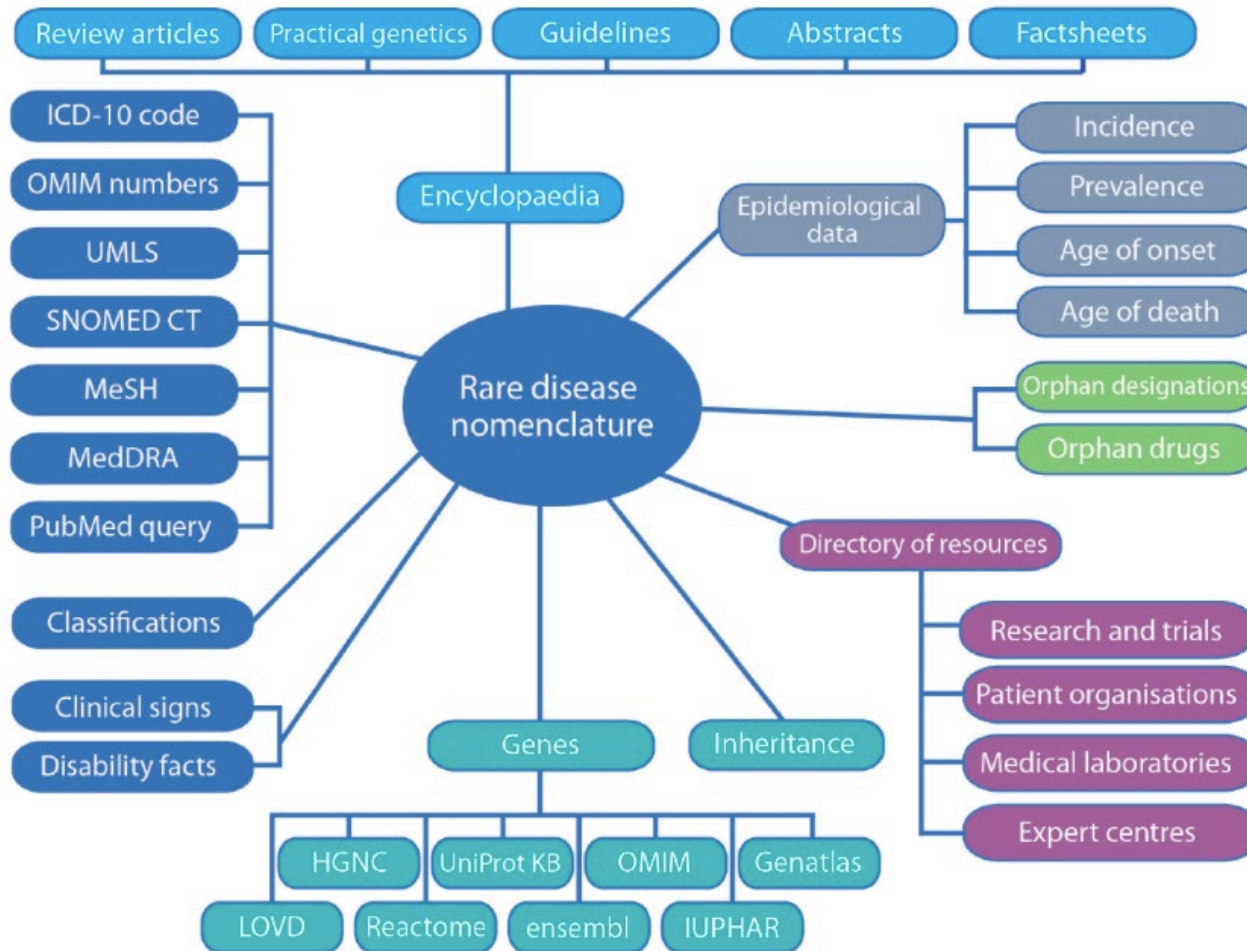 Review articles
Practical genetics
Guidelines
Abstracts
Factsheets
ICD-10 code
OMIM numbers
UMLS
SNOMED CT
MeSH
MedDRA
PubMed query
Classifications
Clinical signs
Disability facts
Encyclopaedia
Rare disease
nomenclature
Epidemiological
data
Incidence
Prevalence
Age of onset
Age of death
Orphan designations
Orphan drugs
Directory of resources
Research and trials
Patient organisations
Medical laboratories
Expert centres
Genes
Inheritance
HGNC
UniProt KB
OMIM
Genatlas
LOVD
Reactome
ensembl
IUPHAR